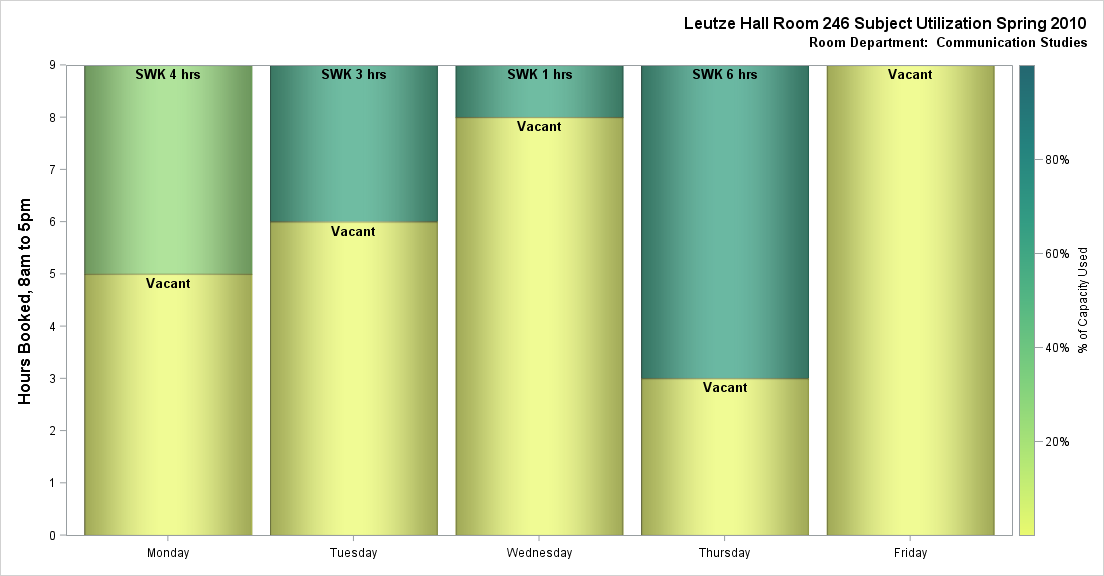 Leutze Hall Room 246 Subject Utilization Spring 2010
Room Department:  Communication Studies
Hours Booked, 8am to 5pm
9
8
7
6
5
4
3
2
1
0
SWK 4 hrs
Vacant
SWK 3 hrs
Vacant
SWK 1 hrs
Vacant
SWK 6 hrs
Vacant
Vacant
Monday
Tuesday
Wednesday
Thursday
Friday
80%
60%
40%
20%
% of Capacity Used